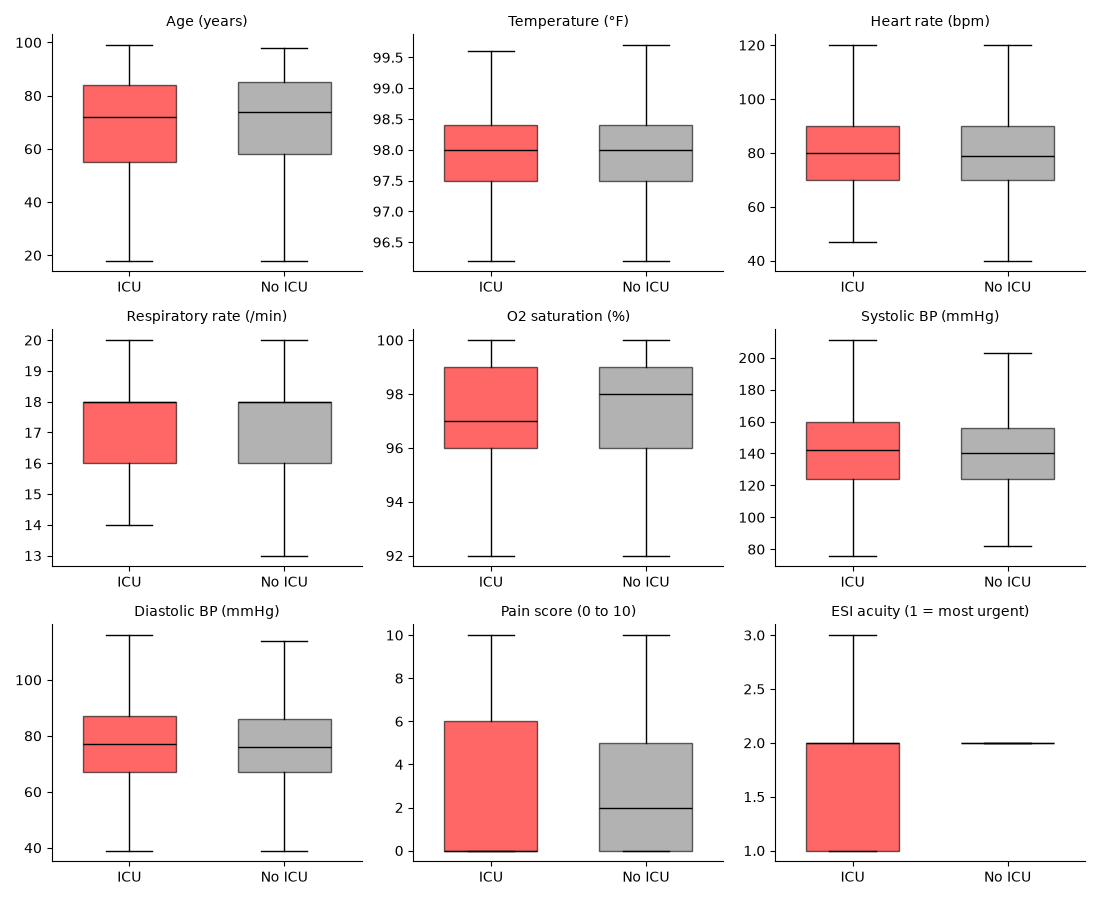 Age (years)
100
80
60
40
20
ICU
No ICU
Temperature (°F)
99.5
99.0
98.5
98.0
97.5
97.0
96.5
ICU
No ICU
Heart rate (bpm)
120
100
80
60
40
ICU
No ICU
Respiratory rate (/min)
20
19
18
17
16
15
14
13
ICU
No ICU
O2 saturation (%)
100
98
96
94
92
ICU
No ICU
Systolic BP (mmHg)
200
180
160
140
120
100
80
ICU
No ICU
Diastolic BP (mmHg)
100
80
60
40
ICU
No ICU
Pain score (0 to 10)
10
8
6
4
2
0
ICU
No ICU
ESI acuity (1 = most urgent)
3.0
2.5
2.0
1.5
1.0
ICU
No ICU